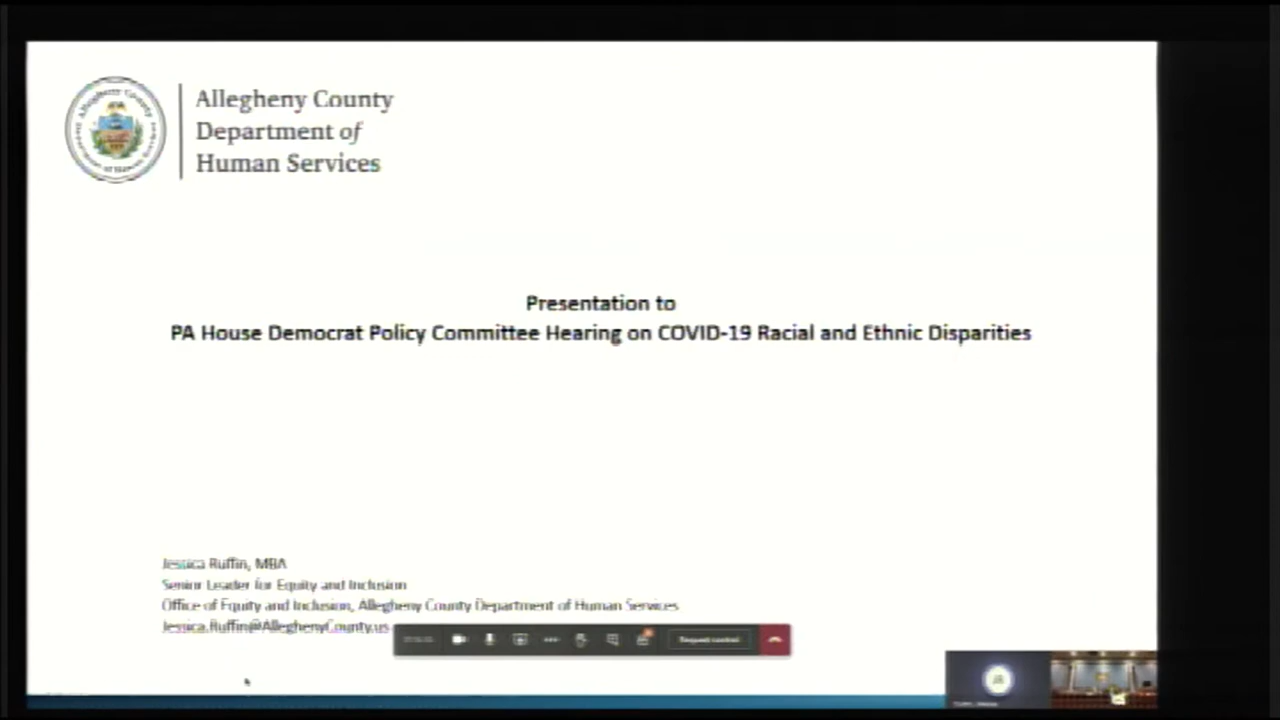 Allegheny County
Department of
Human Services
Presentation to
PA House Democrat Policy Committee Hearing on COVID-19 Racial and Ethnic Disparities
Jessica Ruffin, MBA
Senior Leader for Equity and Inclusion
Office of Equity and Inclusion, Allegheny County Department of Human Services
Jessica.Ruffin@AlleghenyCounty.us
Request control